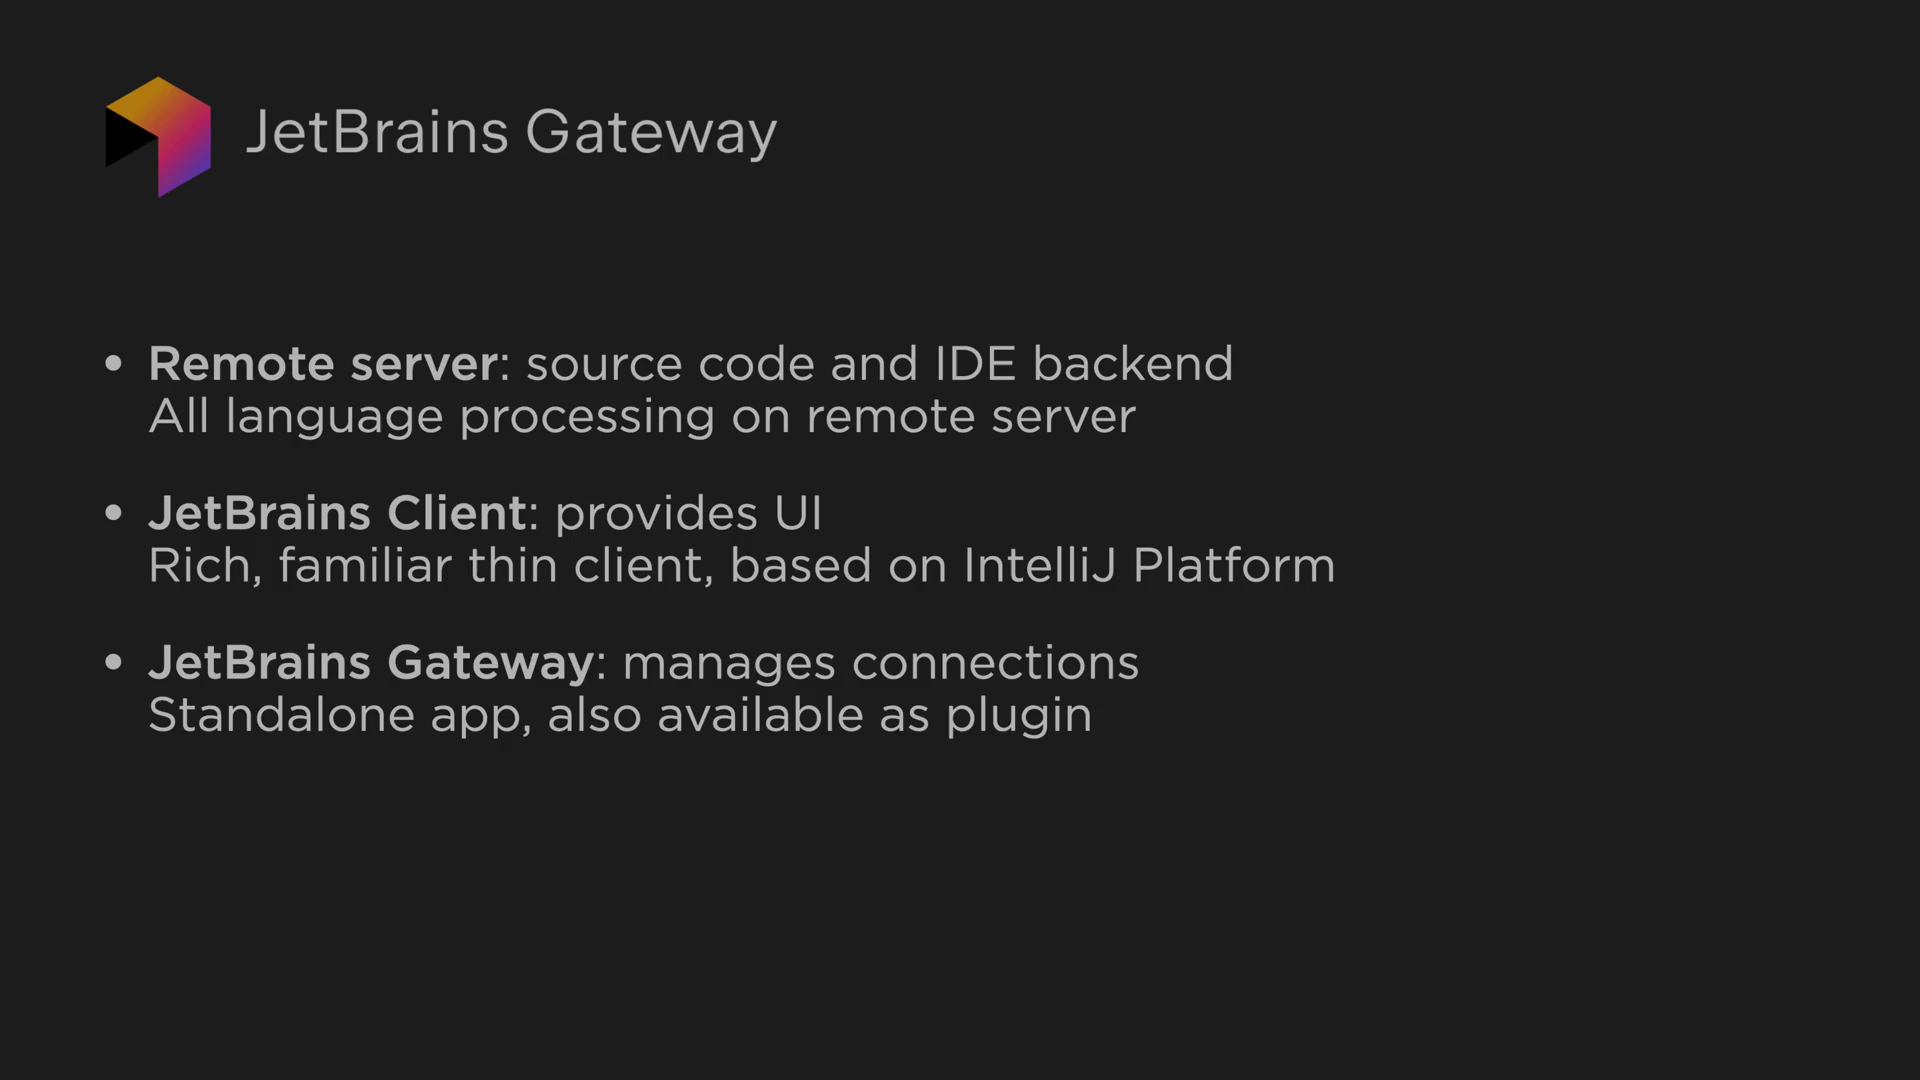 JetBrains Gateway
• Remote server: source code and IDE backend
All language processing on remote server
• JetBrains Client: provides UI
Rich, familiar thin client, based on IntelliJ Platform
• JetBrains Gateway: manages connections
Standalone app, also available as plugin